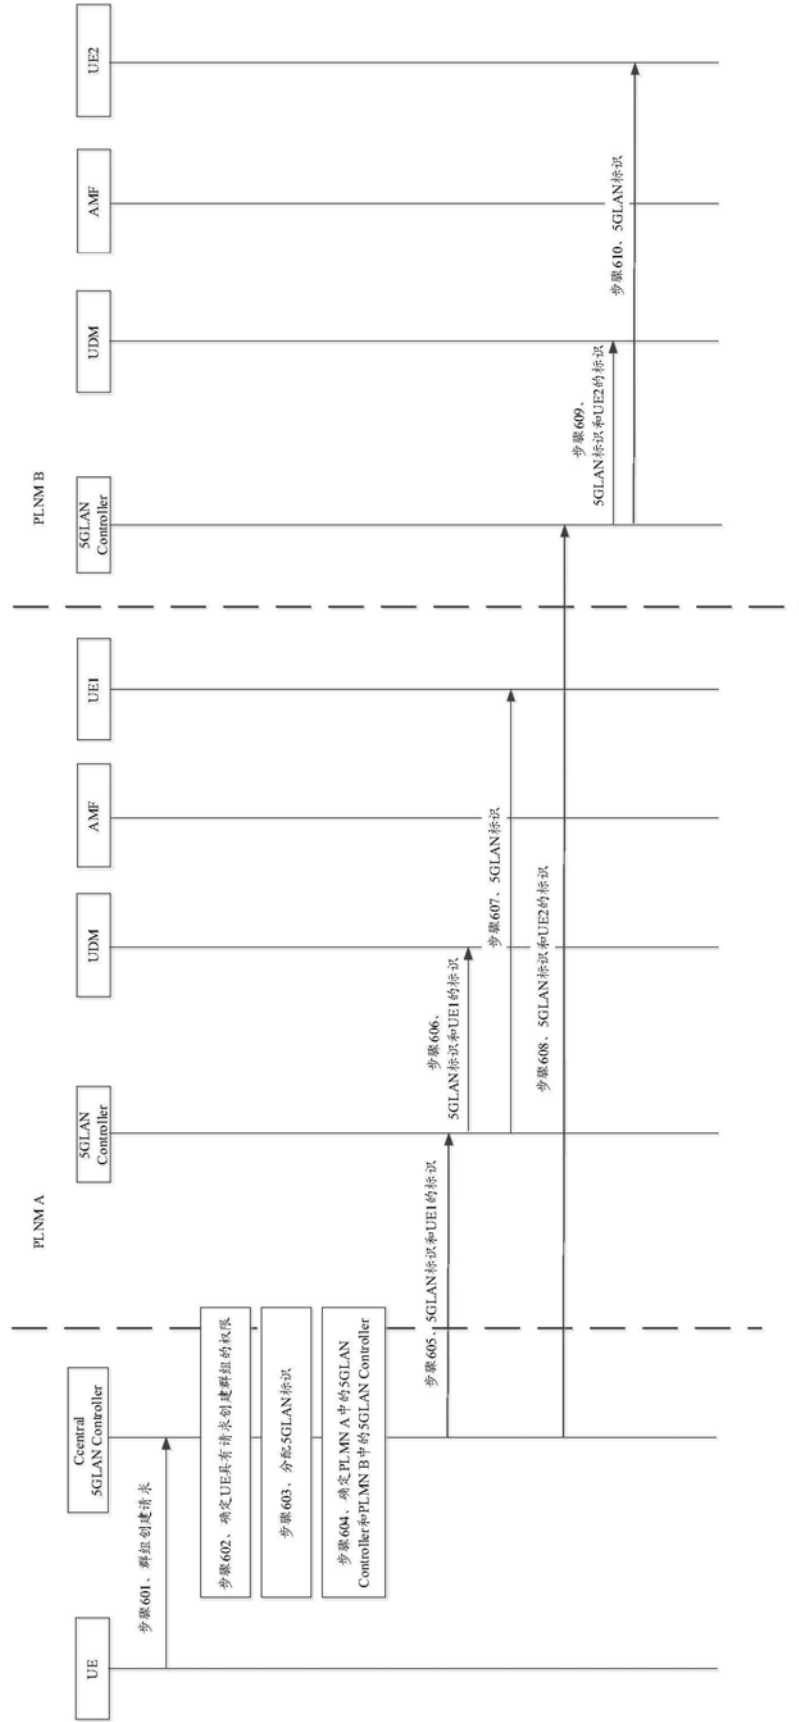 PLNM A
PLNM B
UE
Ccentral
5GLAN Controller
5GLAN
Controller
UDM
AMF
UE1
5GLAN
Controller
UDM
AMF
UE2
步骤601、群组创建请求
步骤602、确定UE具有请求创建群组的权限
步骤603、分配5GLAN标识
步骤604、确定PLMN A中的5GLAN
Controller和PLMN B中的5GLAN Controller
步骤605、5GLAN标识和UE1的标识
步骤606、
5GLAN标识和UE1的标识
步骤607、5GLAN标识
步骤608、5GLAN标识和UE2的标识
步骤609、
5GLAN标识和UE2的标识
步骤610、5GLAN标识